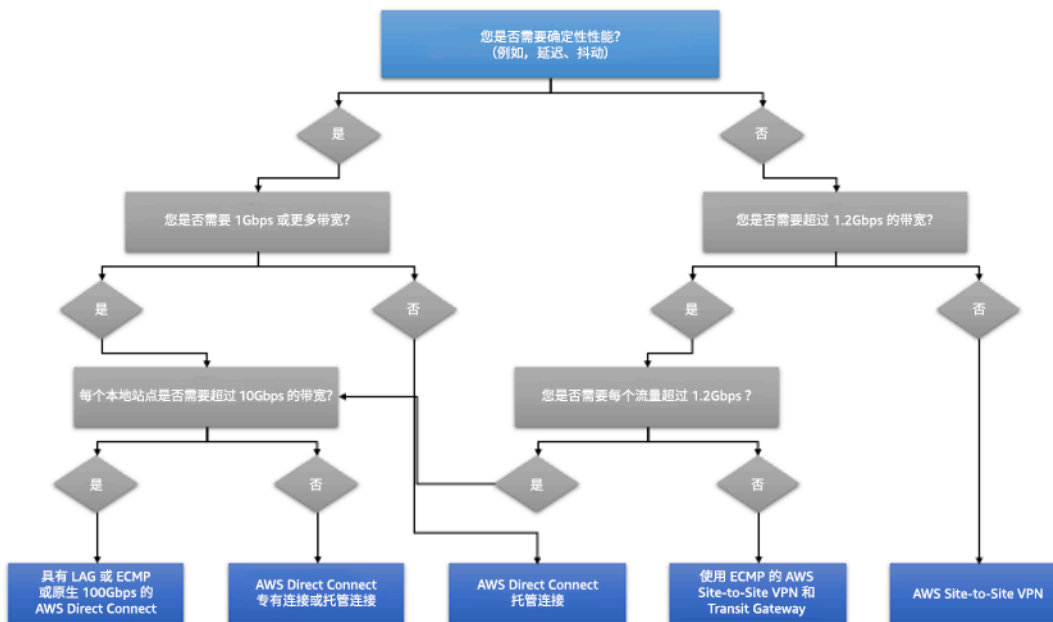 您是否需要确定性性能?
(例如，延迟、抖动)
是
否
您是否需要 1Gbps 或更多带宽?
您是否需要超过 1.2Gbps 的带宽?
是
否
是
否
每个本地站点是否需要超过 10Gbps 的带宽?
您是否需要每个流量超过 1.2Gbps ?
是
否
是
否
具有 LAG 或 ECMP
或原生 100Gbps 的
AWS Direct Connect
AWS Direct Connect
专有连接或托管连接
AWS Direct Connect
托管连接
使用 ECMP 的 AWS
Site-to-Site VPN 和
Transit Gateway
AWS Site-to-Site VPN